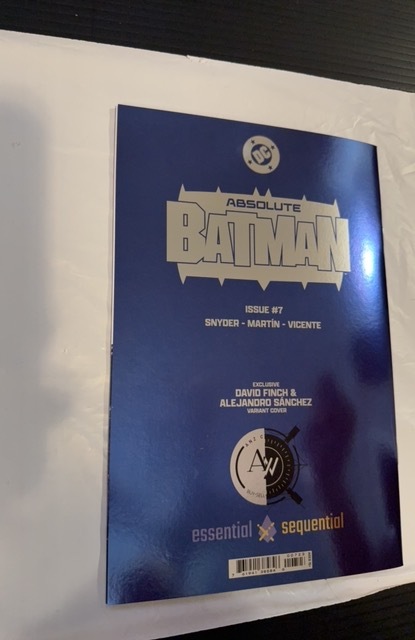 DC
ABSOLUTE
BATMAN
ISSUE #7
SNYDER - MARTÍN - VICENTE
EXCLUSIVE
DAVID FINCH &
ALEJANDRO SÁNCHEZ
VARIANT COVER
AW
essential sequential